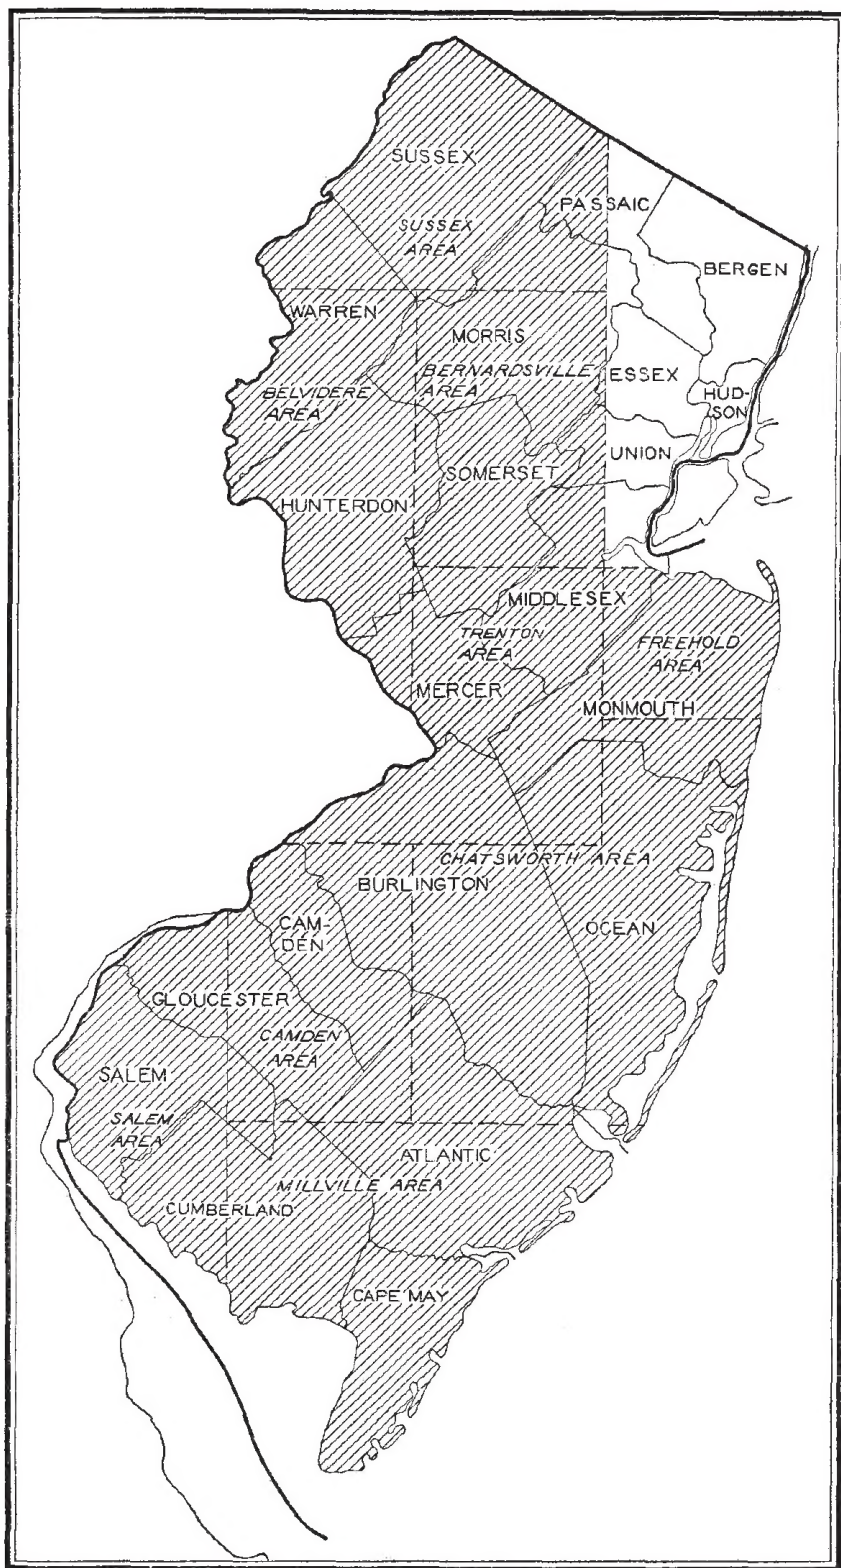 SUSSEX
PASSAIC
SUSSEX
AREA
BERGEN
WARREN
MORRIS
BERNARDSVILLE
AREA
ESSEX
BELVIDERE
AREA
HUD-
SON
UNION
SOMERSET
HUNTERDON
MIDDLESEX
TRENTON
AREA
FREEHOLD
AREA
MERCER
MONMOUTH
CHATSWORTH AREA
BURLINGTON
CAM-
DEN
OCEAN
GLOUCESTER
CAMDEN
AREA
SALEM
SALEM
AREA
ATLANTIC
MILLVILLE AREA
CUMBERLAND
CAPE MAY